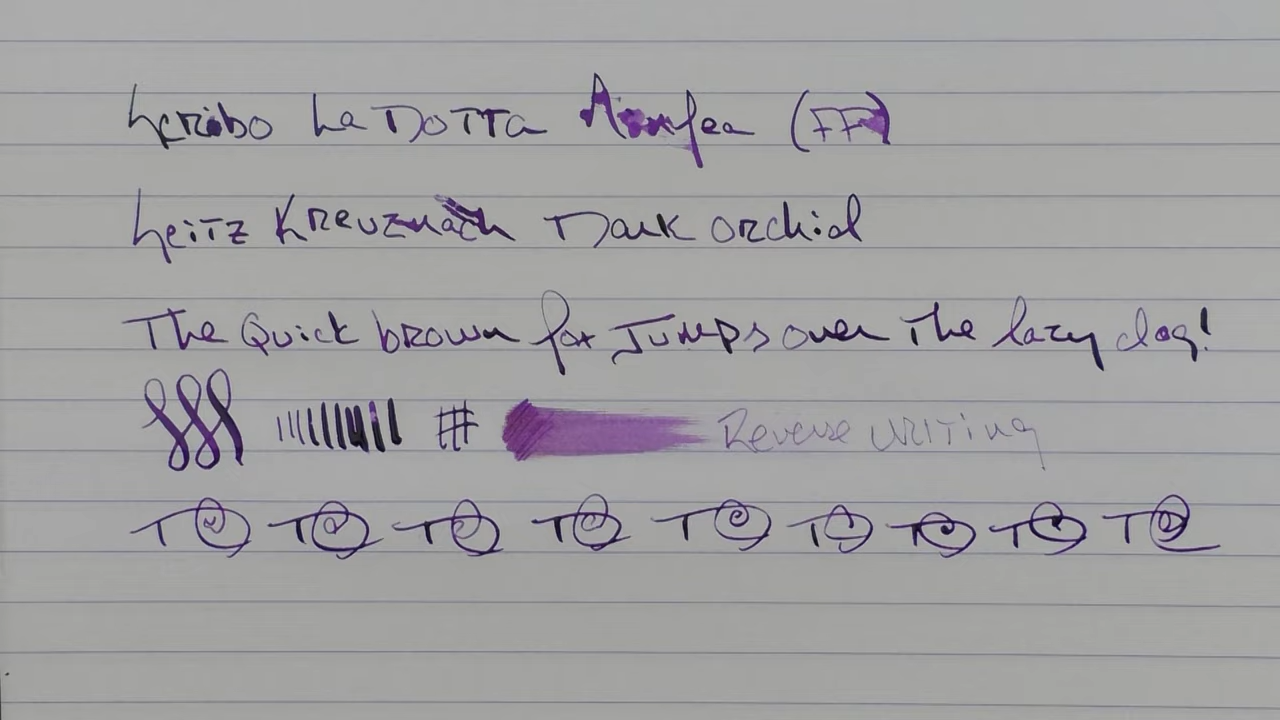 Scribo La Dotta Ninfea (FF)
Seitz Kreuznach Dark Orchid
The Quick brown fox Jumps over The lazy dog!
# Reverse writing